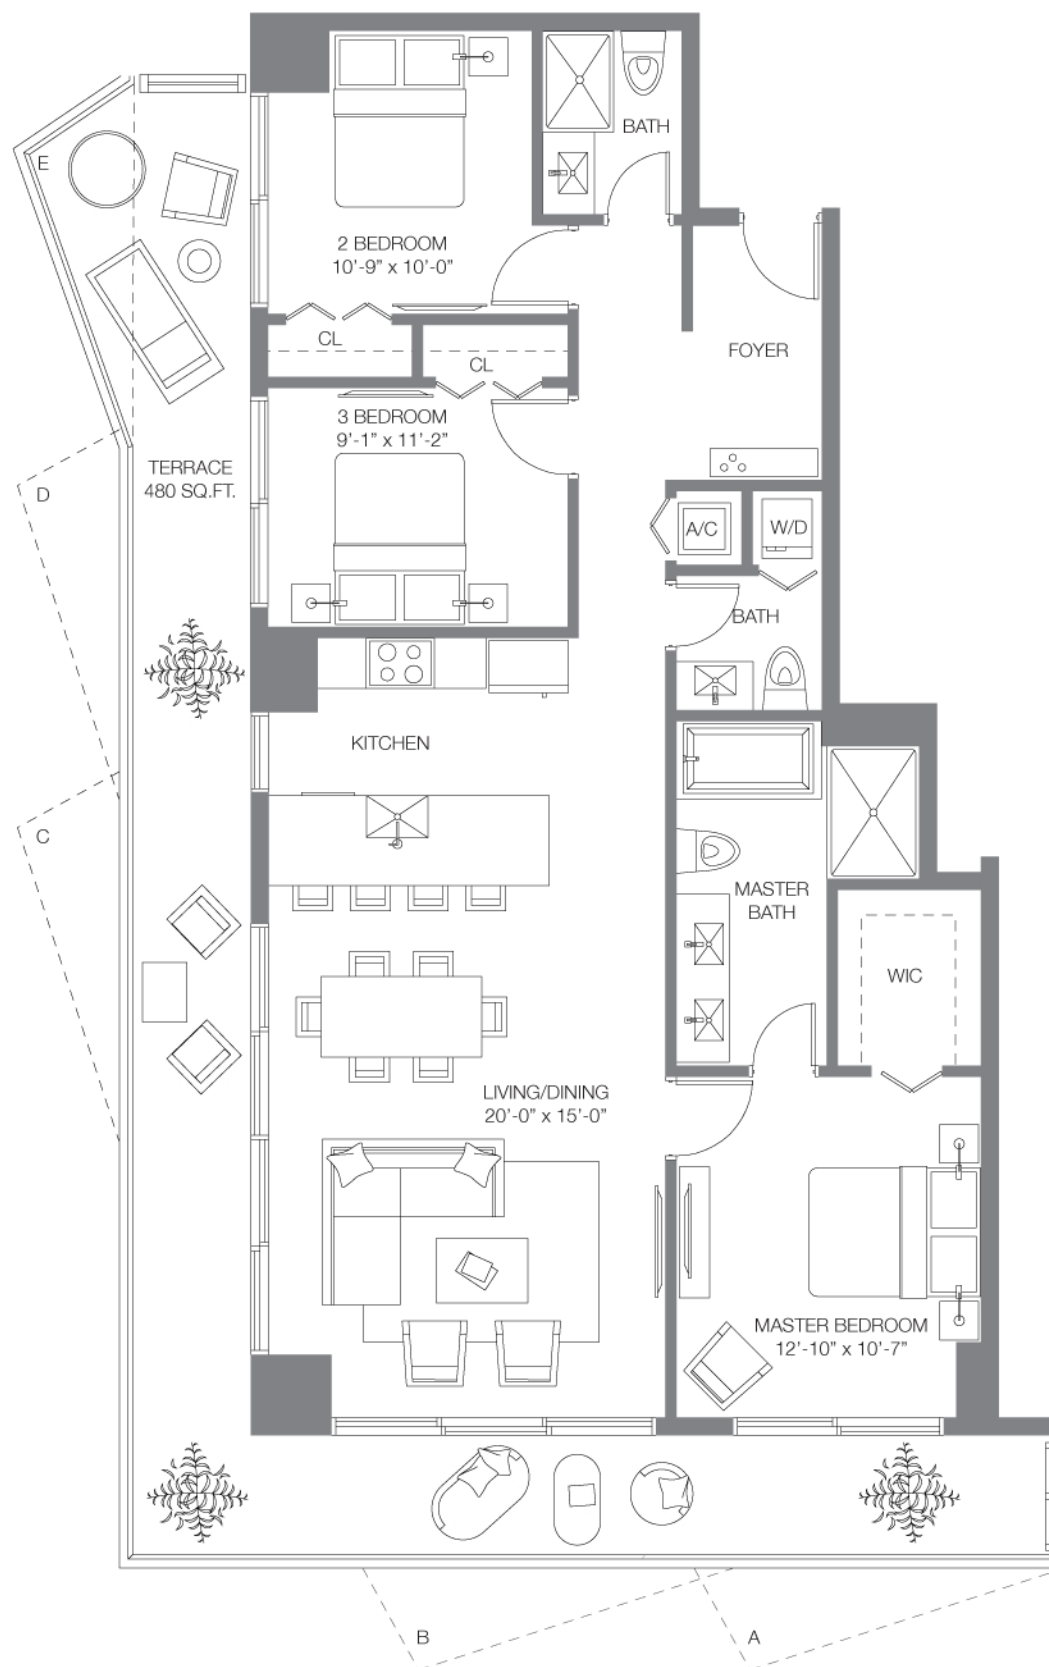 BATH
E
2 BEDROOM
10'-9" x 10'-0"
CL
FOYER
CL
3 BEDROOM
9'-1" x 11'-2"
TERRACE
480 SQ.FT.
D
A/C
W/D
BATH
KITCHEN
C
MASTER
BATH
WIC
LIVING/DINING
20'-0" x 15'-0"
MASTER BEDROOM
12'-10" x 10'-7"
B
A